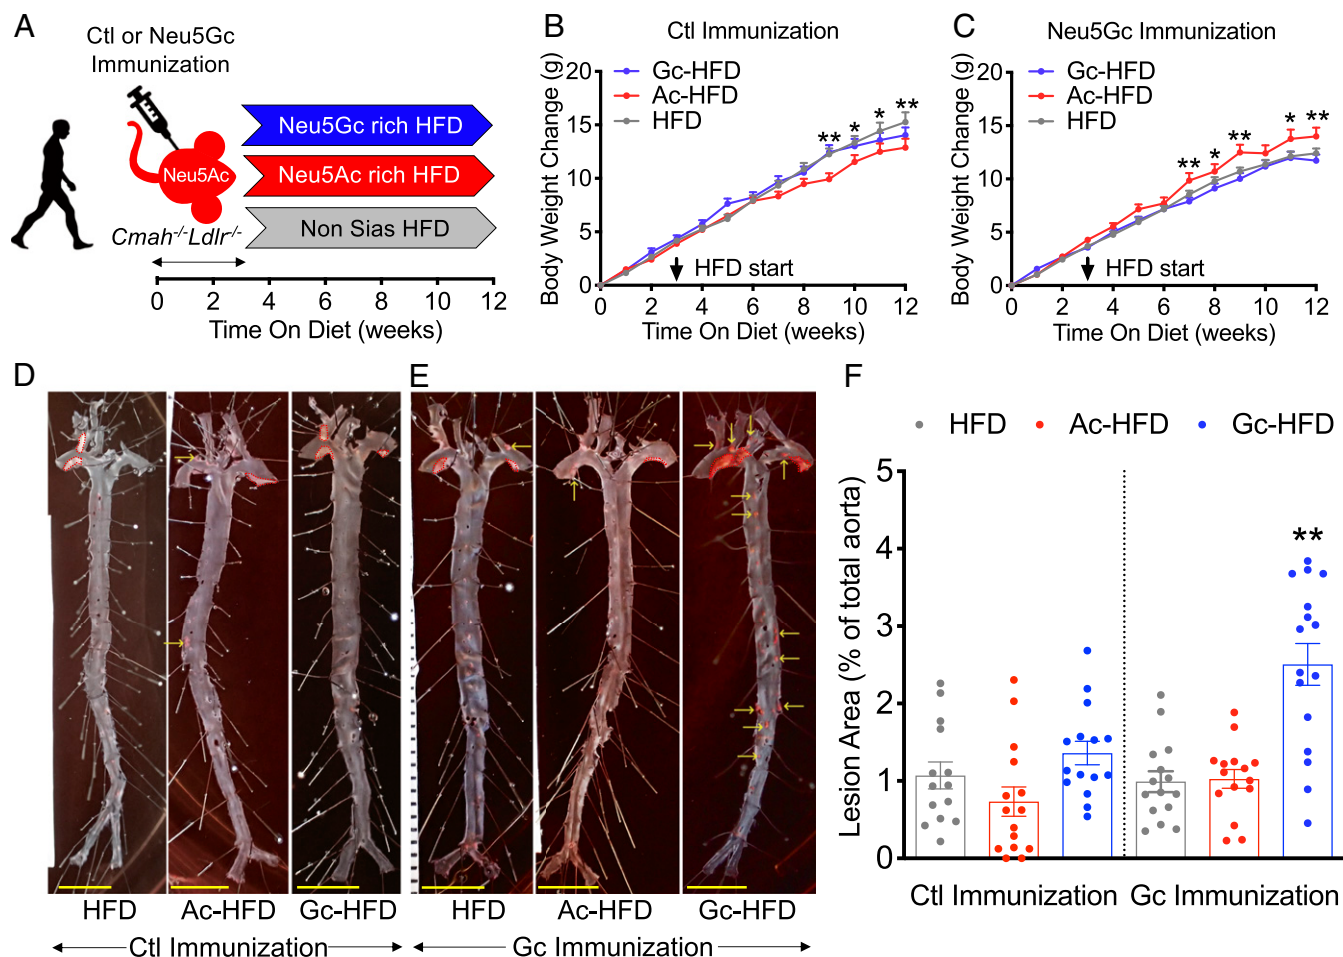 A
Ctl or Neu5Gc
Immunization
Neu5Ac
Cmah-/-Ldlr-/-
Neu5Gc rich HFD
Neu5Ac rich HFD
Non Sias HFD
0 2 4 6 8 10 12
Time On Diet (weeks)
B
Ctl Immunization
Body Weight Change (g)
20
15
10
5
0
Gc-HFD
Ac-HFD
HFD
** * * **
HFD start
0 2 4 6 8 10 12
Time On Diet (weeks)
C
Neu5Gc Immunization
Body Weight Change (g)
20
15
10
5
0
Gc-HFD
Ac-HFD
HFD
** * ** * **
HFD start
0 2 4 6 8 10 12
Time On Diet (weeks)
D
HFD Ac-HFD Gc-HFD
Ctl Immunization
E
HFD Ac-HFD Gc-HFD
Gc Immunization
F
HFD Ac-HFD Gc-HFD
Lesion Area (% of total aorta)
5
4
3
2
1
0
**
Ctl Immunization Gc Immunization